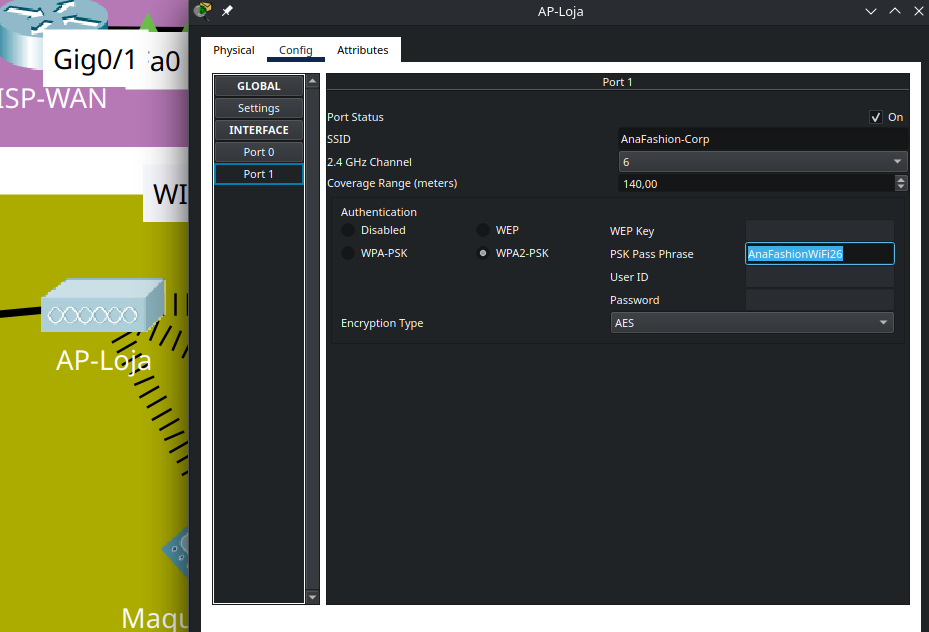 AP-Loja
Physical Config Attributes
Gig0/1 a0
ISP-WAN
WI
AP-Loja
GLOBAL
Settings
INTERFACE
Port 0
Port 1
Port 1
Port Status On
SSID AnaFashion-Corp
2.4 GHz Channel 6
Coverage Range (meters) 140,00
Authentication
Disabled WEP WEP Key
WPA-PSK WPA2-PSK PSK Pass Phrase AnaFashionWiFi26
User ID
Password
Encryption Type AES
Maqu